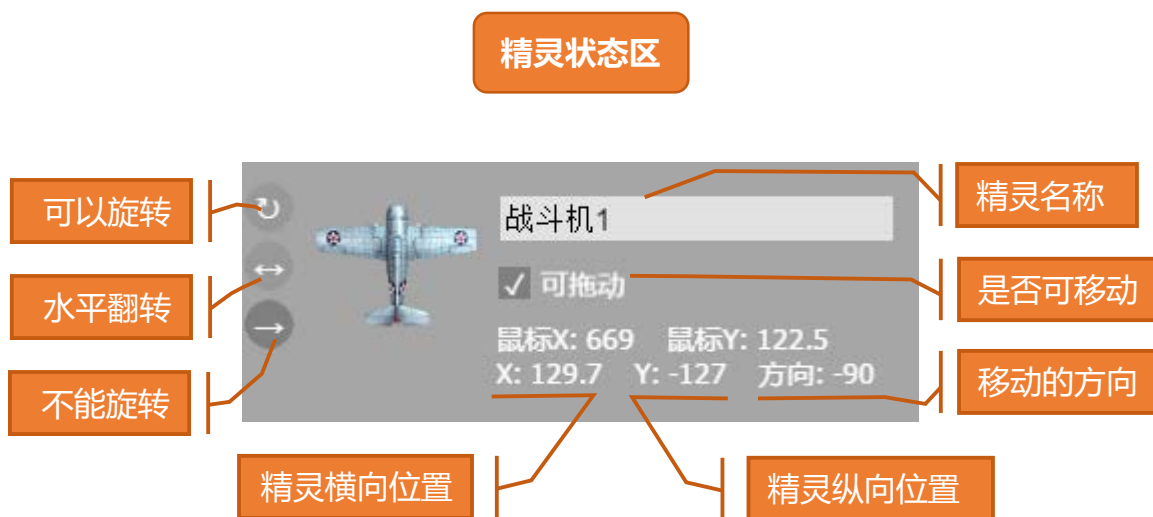 精灵状态区
可以旋转
水平翻转
不能旋转
战斗机1
可拖动
鼠标X: 669 鼠标Y: 122.5
X: 129.7 Y: -127 方向: -90
精灵名称
是否可移动
移动的方向
精灵横向位置
精灵纵向位置